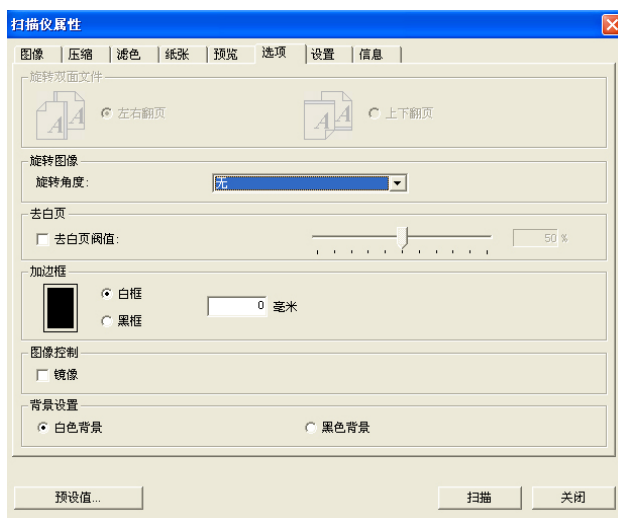 扫描仪属性
图像 压缩 滤色 纸张 预览 选项 设置 信息
旋转双面文件
A A 左右翻页 A A 上下翻页
旋转图像
旋转角度: 无
去白页
去白页阀值: 50 %
加边框
白框
0 毫米
黑框
图像控制
镜像
背景设置
白色背景 黑色背景
预设值... 扫描 关闭